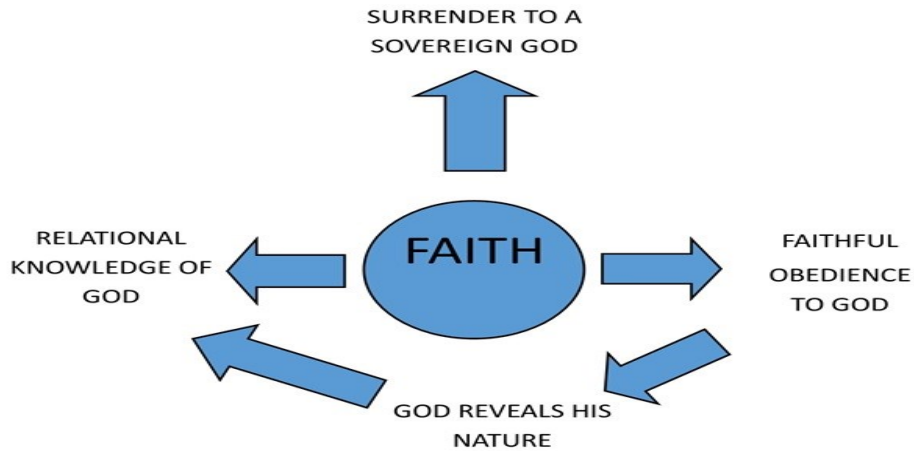 SURRENDER TO A
SOVEREIGN GOD
FAITH
RELATIONAL
KNOWLEDGE OF
GOD
FAITHFUL
OBEDIENCE
TO GOD
GOD REVEALS HIS
NATURE